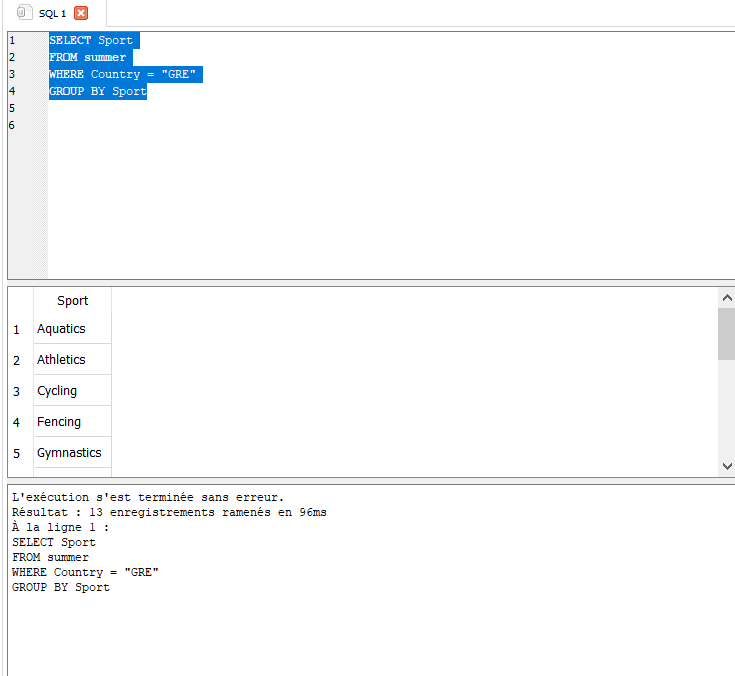 SQL 1
1 SELECT Sport
2 FROM summer
3 WHERE Country = "GRE"
4 GROUP BY Sport
5
6
Sport
1 Aquatics
2 Athletics
3 Cycling
4 Fencing
5 Gymnastics
L'exécution s'est terminée sans erreur.
Résultat : 13 enregistrements ramenés en 96ms
À la ligne 1 :
SELECT Sport
FROM summer
WHERE Country = "GRE"
GROUP BY Sport